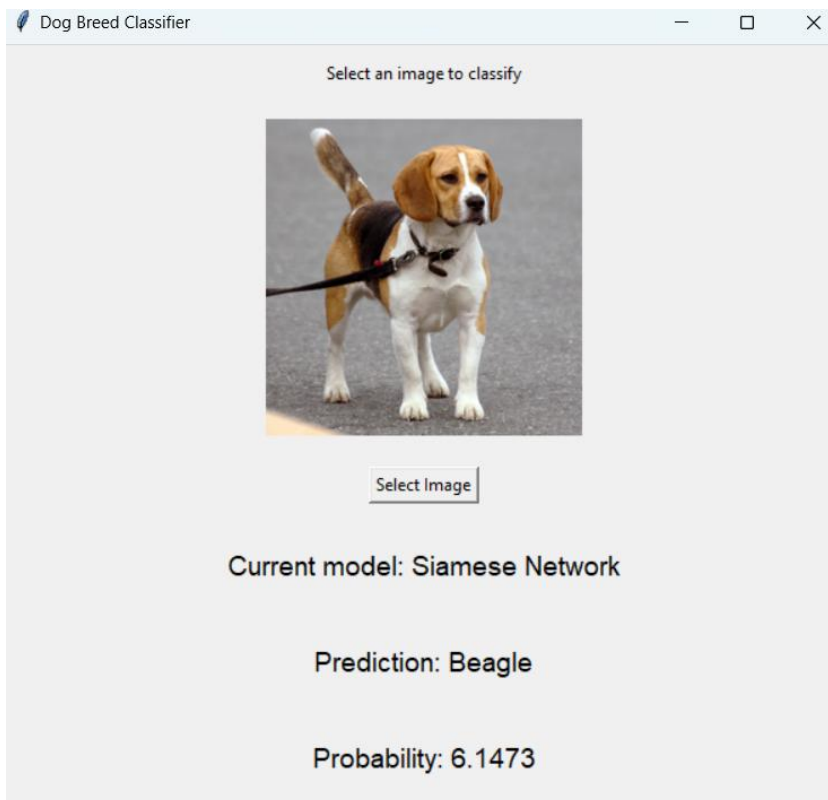 Dog Breed Classifier
Select an image to classify
Select Image
Current model: Siamese Network
Prediction: Beagle
Probability: 6.1473